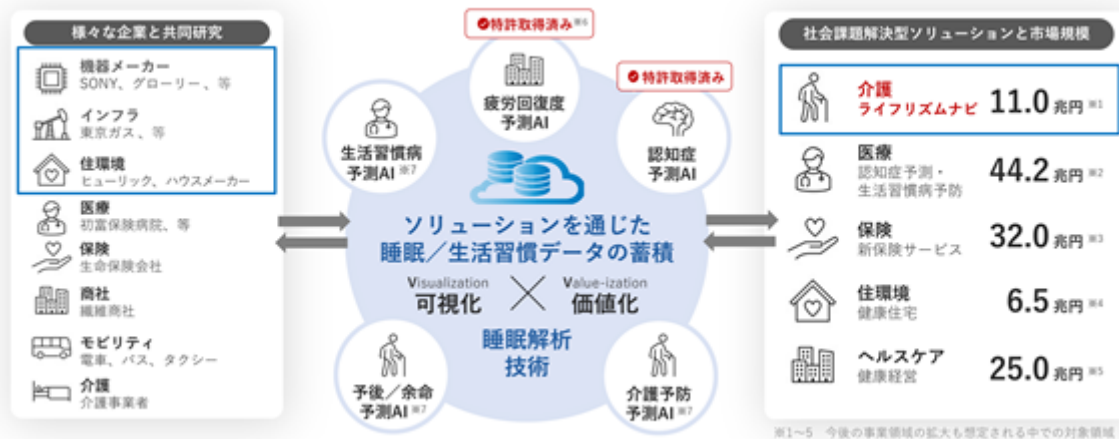 様々な企業と共同研究
機器メーカー
SONY、グローリー、等
インフラ
東京ガス、等
住環境
ヒューリック、ハウスメーカー
医療
初富保険病院、等
保険
生命保険会社
商社
繊維商社
モビリティ
電車、バス、タクシー
介護
介護事業者
特許取得済み※6
疲労回復度
予測AI
特許取得済み
認知症
予測AI
生活習慣病
予測AI ※7
ソリューションを通じた
睡眠／生活習慣データの蓄積
Visualization
可視化
Value-ization
価値化
睡眠解析
技術
予後／余命
予測AI ※7
介護予防
予測AI ※7
社会課題解決型ソリューションと市場規模
介護
ライフリズムナビ
11.0 兆円 ※1
医療
認知症予測・
生活習慣病予防
44.2 兆円 ※2
保険
新保険サービス
32.0 兆円 ※3
住環境
健康住宅
6.5 兆円 ※4
ヘルスケア
健康経営
25.0 兆円 ※5
※1～5 今後の事業領域の拡大も想定される中での対象領域